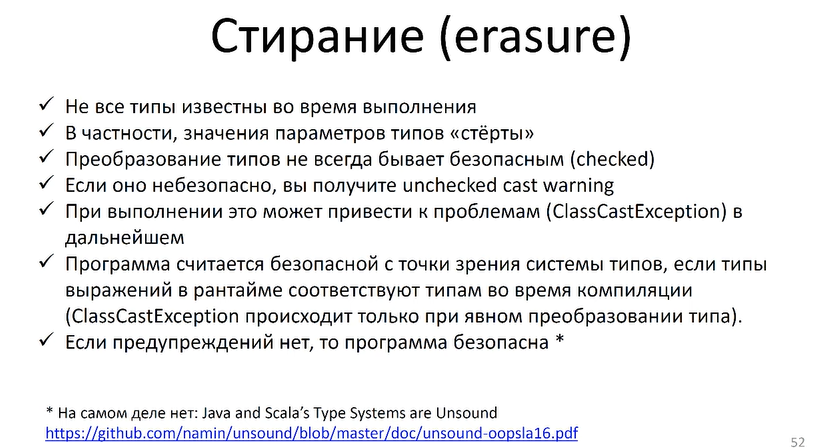 Стирание (erasure)
✓ Не все типы известны во время выполнения
✓ В частности, значения параметров типов «стёрты»
✓ Преобразование типов не всегда бывает безопасным (checked)
✓ Если оно небезопасно, вы получите unchecked cast warning
✓ При выполнении это может привести к проблемам (ClassCastException) в
дальнейшем
✓ Программа считается безопасной с точки зрения системы типов, если типы
выражений в рантайме соответствуют типам во время компиляции
(ClassCastException происходит только при явном преобразовании типа).
✓ Если предупреждений нет, то программа безопасна *
* На самом деле нет: Java and Scala’s Type Systems are Unsound
https://github.com/namin/unsound/blob/master/doc/unsound-oopsla16.pdf
52